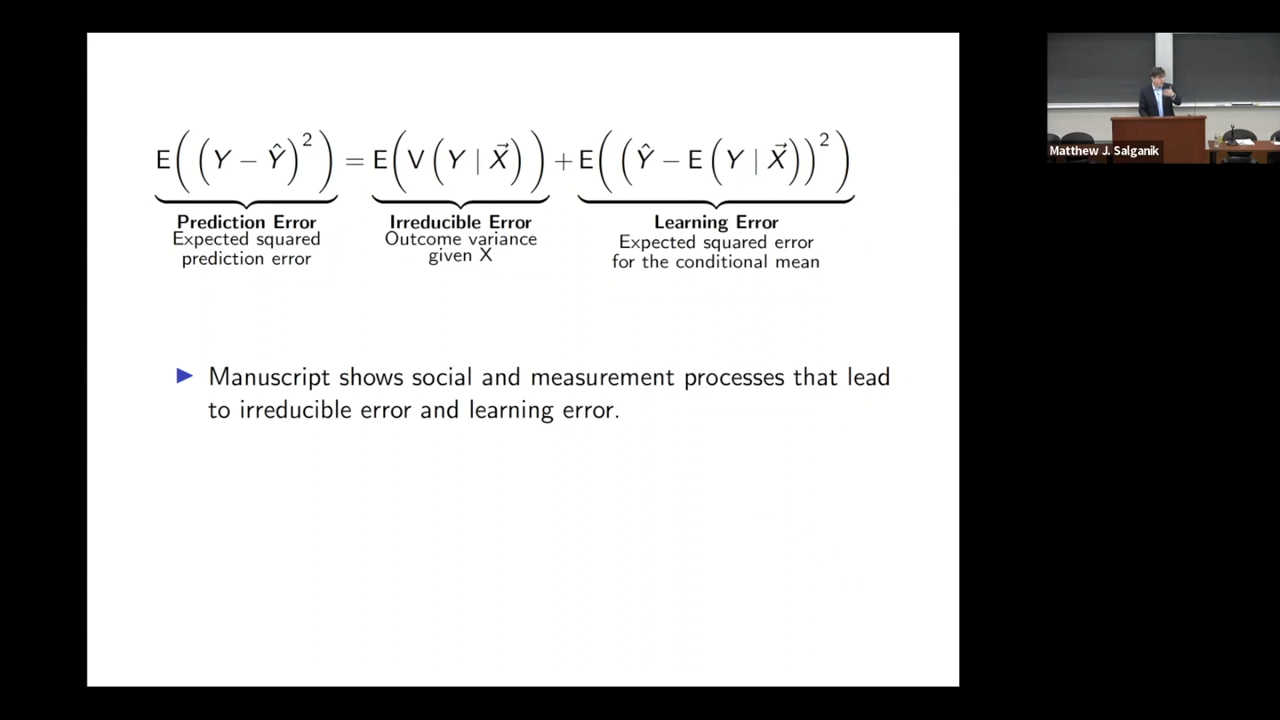 E((Y − Ŷ)²) = E(V(Y | X⃗)) + E((Ŷ − E(Y | X⃗))²)
Prediction Error
Expected squared
prediction error
Irreducible Error
Outcome variance
given X
Learning Error
Expected squared error
for the conditional mean
Manuscript shows social and measurement processes that lead
to irreducible error and learning error.
Matthew J. Salganik